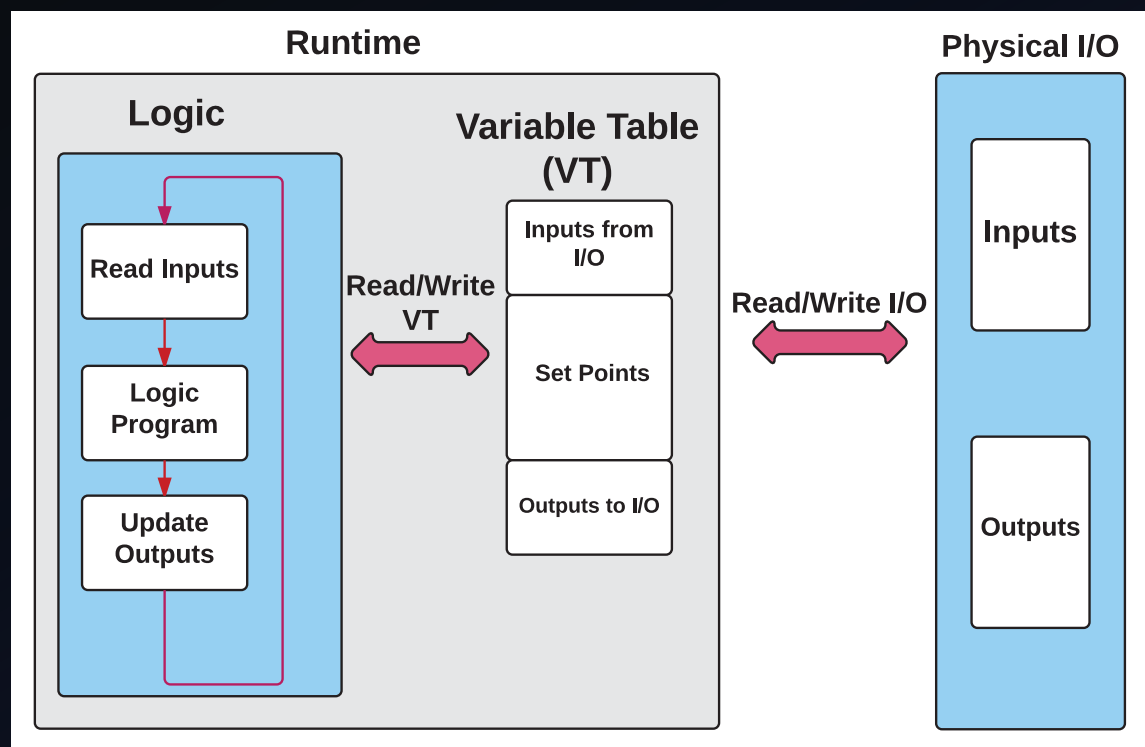 Runtime
Physical I/O
Logic
Variable Table
(VT)
Read Inputs
Logic
Program
Update
Outputs
Read/Write
VT
Inputs from
I/O
Set Points
Outputs to I/O
Read/Write I/O
Inputs
Outputs